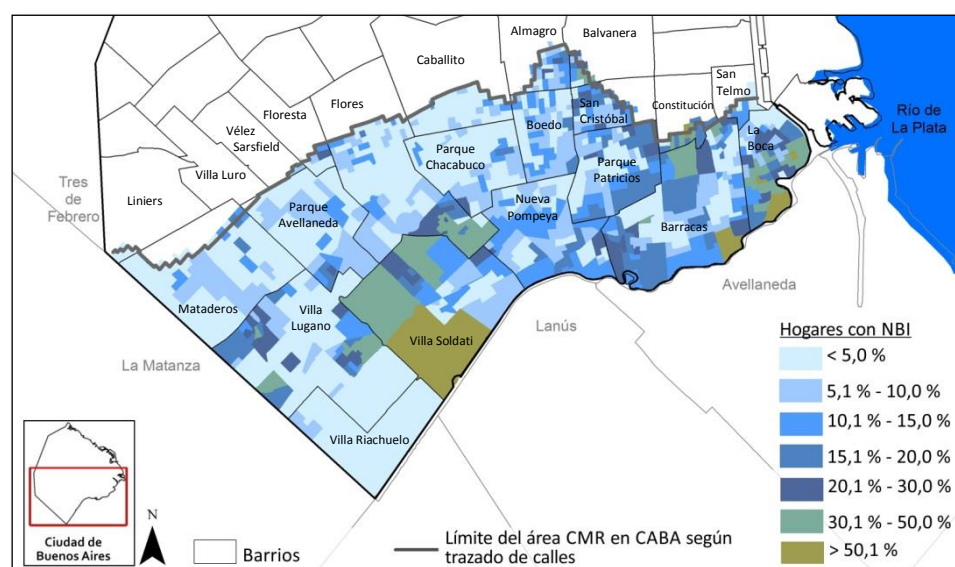 Almagro
Balvanera
Caballito
San
Telmo
Flores
Constitución
Floresta
San
Cristóbal
Río de
La Plata
Vélez
Sarsfield
Boedo
La
Boca
Parque
Chacabuco
Parque
Patricios
Villa Luro
Tres
de
Febrero
Liniers
Parque
Avellaneda
Nueva
Pompeya
Barracas
Avellaneda
Mataderos
Villa
Lugano
Lanús
Villa Soldati
La Matanza
Villa Riachuelo
Hogares con NBI
< 5,0 %
5,1 % - 10,0 %
10,1 % - 15,0 %
15,1 % - 20,0 %
20,1 % - 30,0 %
30,1 % - 50,0 %
> 50,1 %
Ciudad de
Buenos Aires
N
Barrios
Límite del área CMR en CABA según
trazado de calles